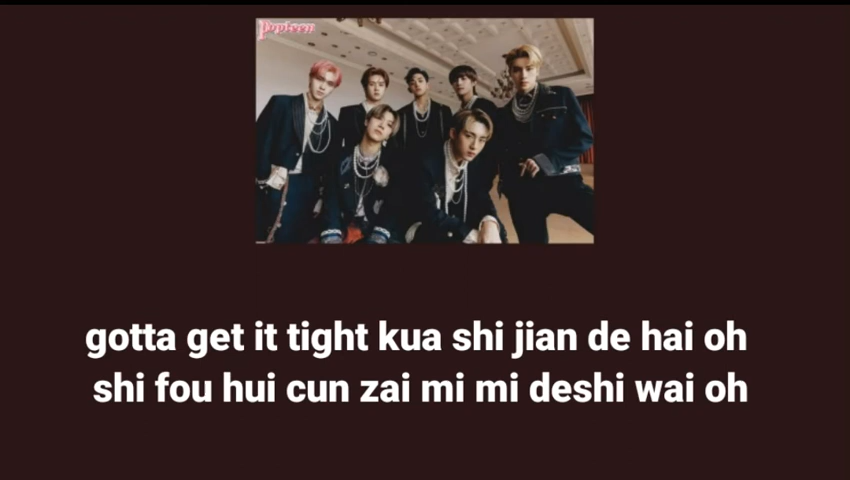 Popteen
gotta get it tight kua shi jian de hai oh
shi fou hui cun zai mi mi deshi wai oh